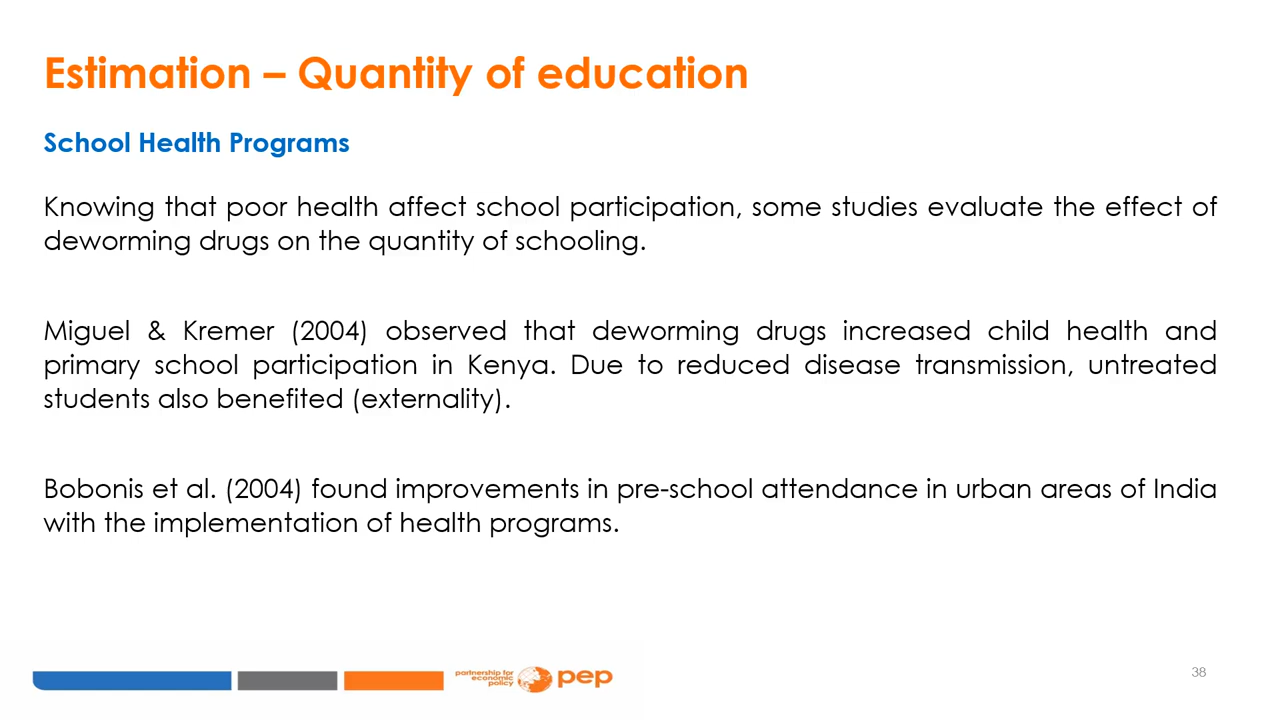 Estimation – Quantity of education
School Health Programs
Knowing that poor health affect school participation, some studies evaluate the effect of
deworming drugs on the quantity of schooling.
Miguel & Kremer (2004) observed that deworming drugs increased child health and
primary school participation in Kenya. Due to reduced disease transmission, untreated
students also benefited (externality).
Bobonis et al. (2004) found improvements in pre-school attendance in urban areas of India
with the implementation of health programs.
partnership for
economic
policy
pep
38